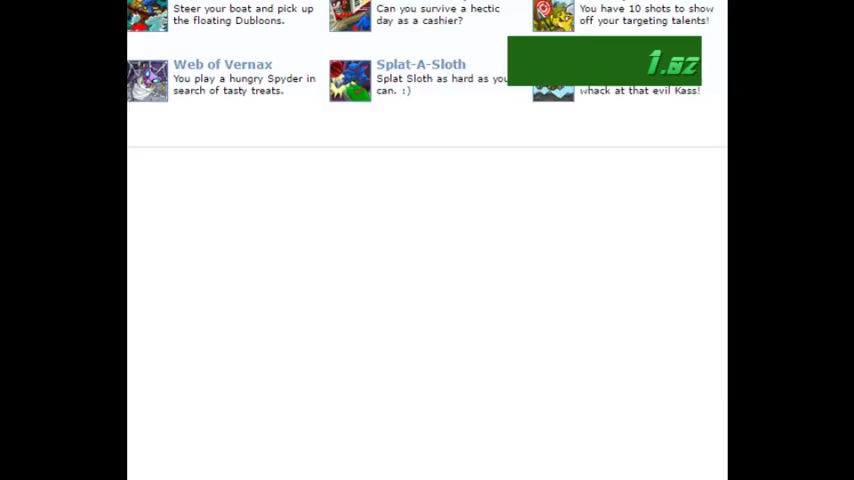 Steer your boat and pick up
the floating Dubloons.
Can you survive a hectic
day as a cashier?
You have 10 shots to show
off your targeting talents!
Web of Vernax
You play a hungry Spyder in
search of tasty treats.
Splat-A-Sloth
Splat Sloth as hard as you
can. :)
whack at that evil Kass!
1.82